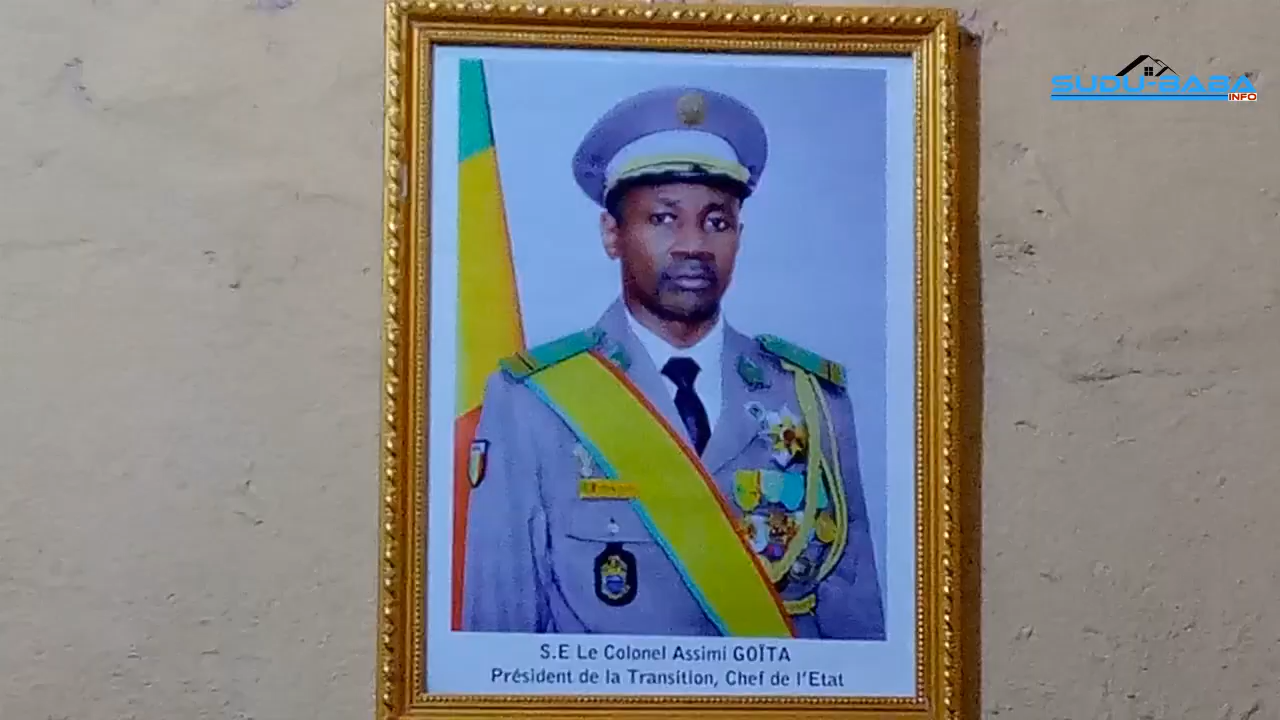 SUDU-BABA
INFO
S.E Le Colonel Assimi GOÏTA
Président de la Transition, Chef de l'Etat